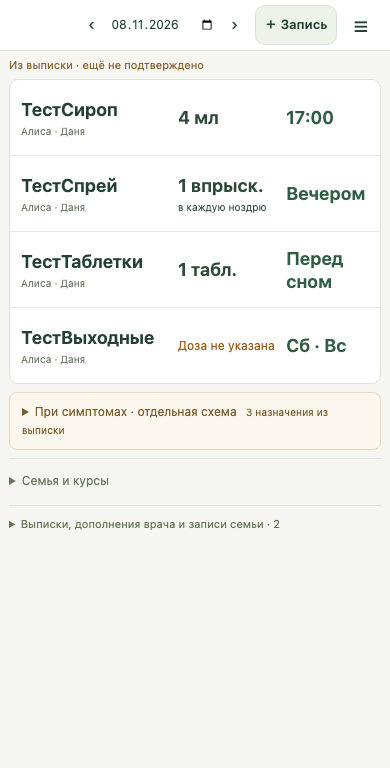 ‹ 08.11.2026 › + Запись ≡
Из выписки · ещё не подтверждено
ТестСироп 4 мл 17:00
Алиса · Даня
ТестСпрей 1 впрыск. Вечером
Алиса · Даня в каждую ноздрю
ТестТаблетки 1 табл. Перед сном
Алиса · Даня
ТестВыходные Доза не указана Сб · Вс
Алиса · Даня
▶ При симптомах · отдельная схема 3 назначения из
выписки
▶ Семья и курсы
▶ Выписки, дополнения врача и записи семьи · 2